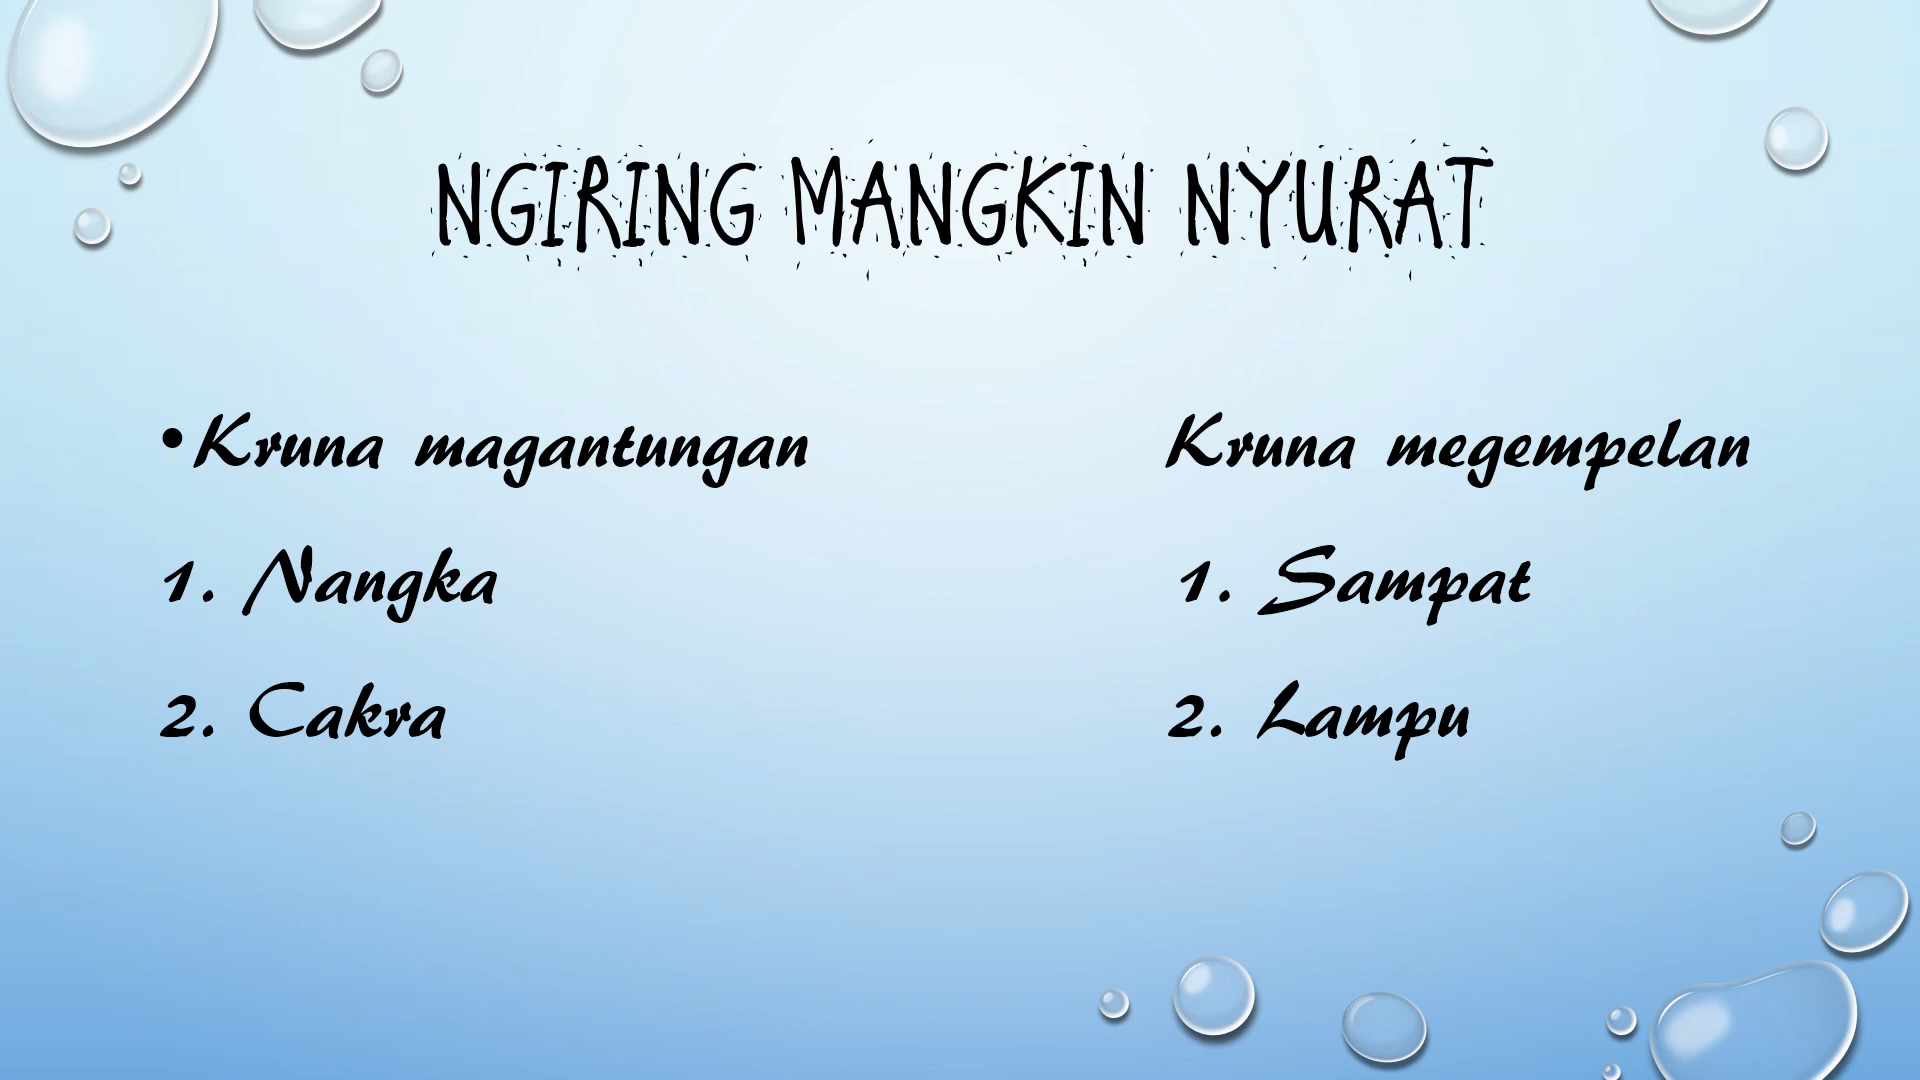 NGIRING MANGKIN NYURAT
•Kruna magantungan
1. Nangka
2. Cakra
Kruna megempelan
1. Sampat
2. Lampu